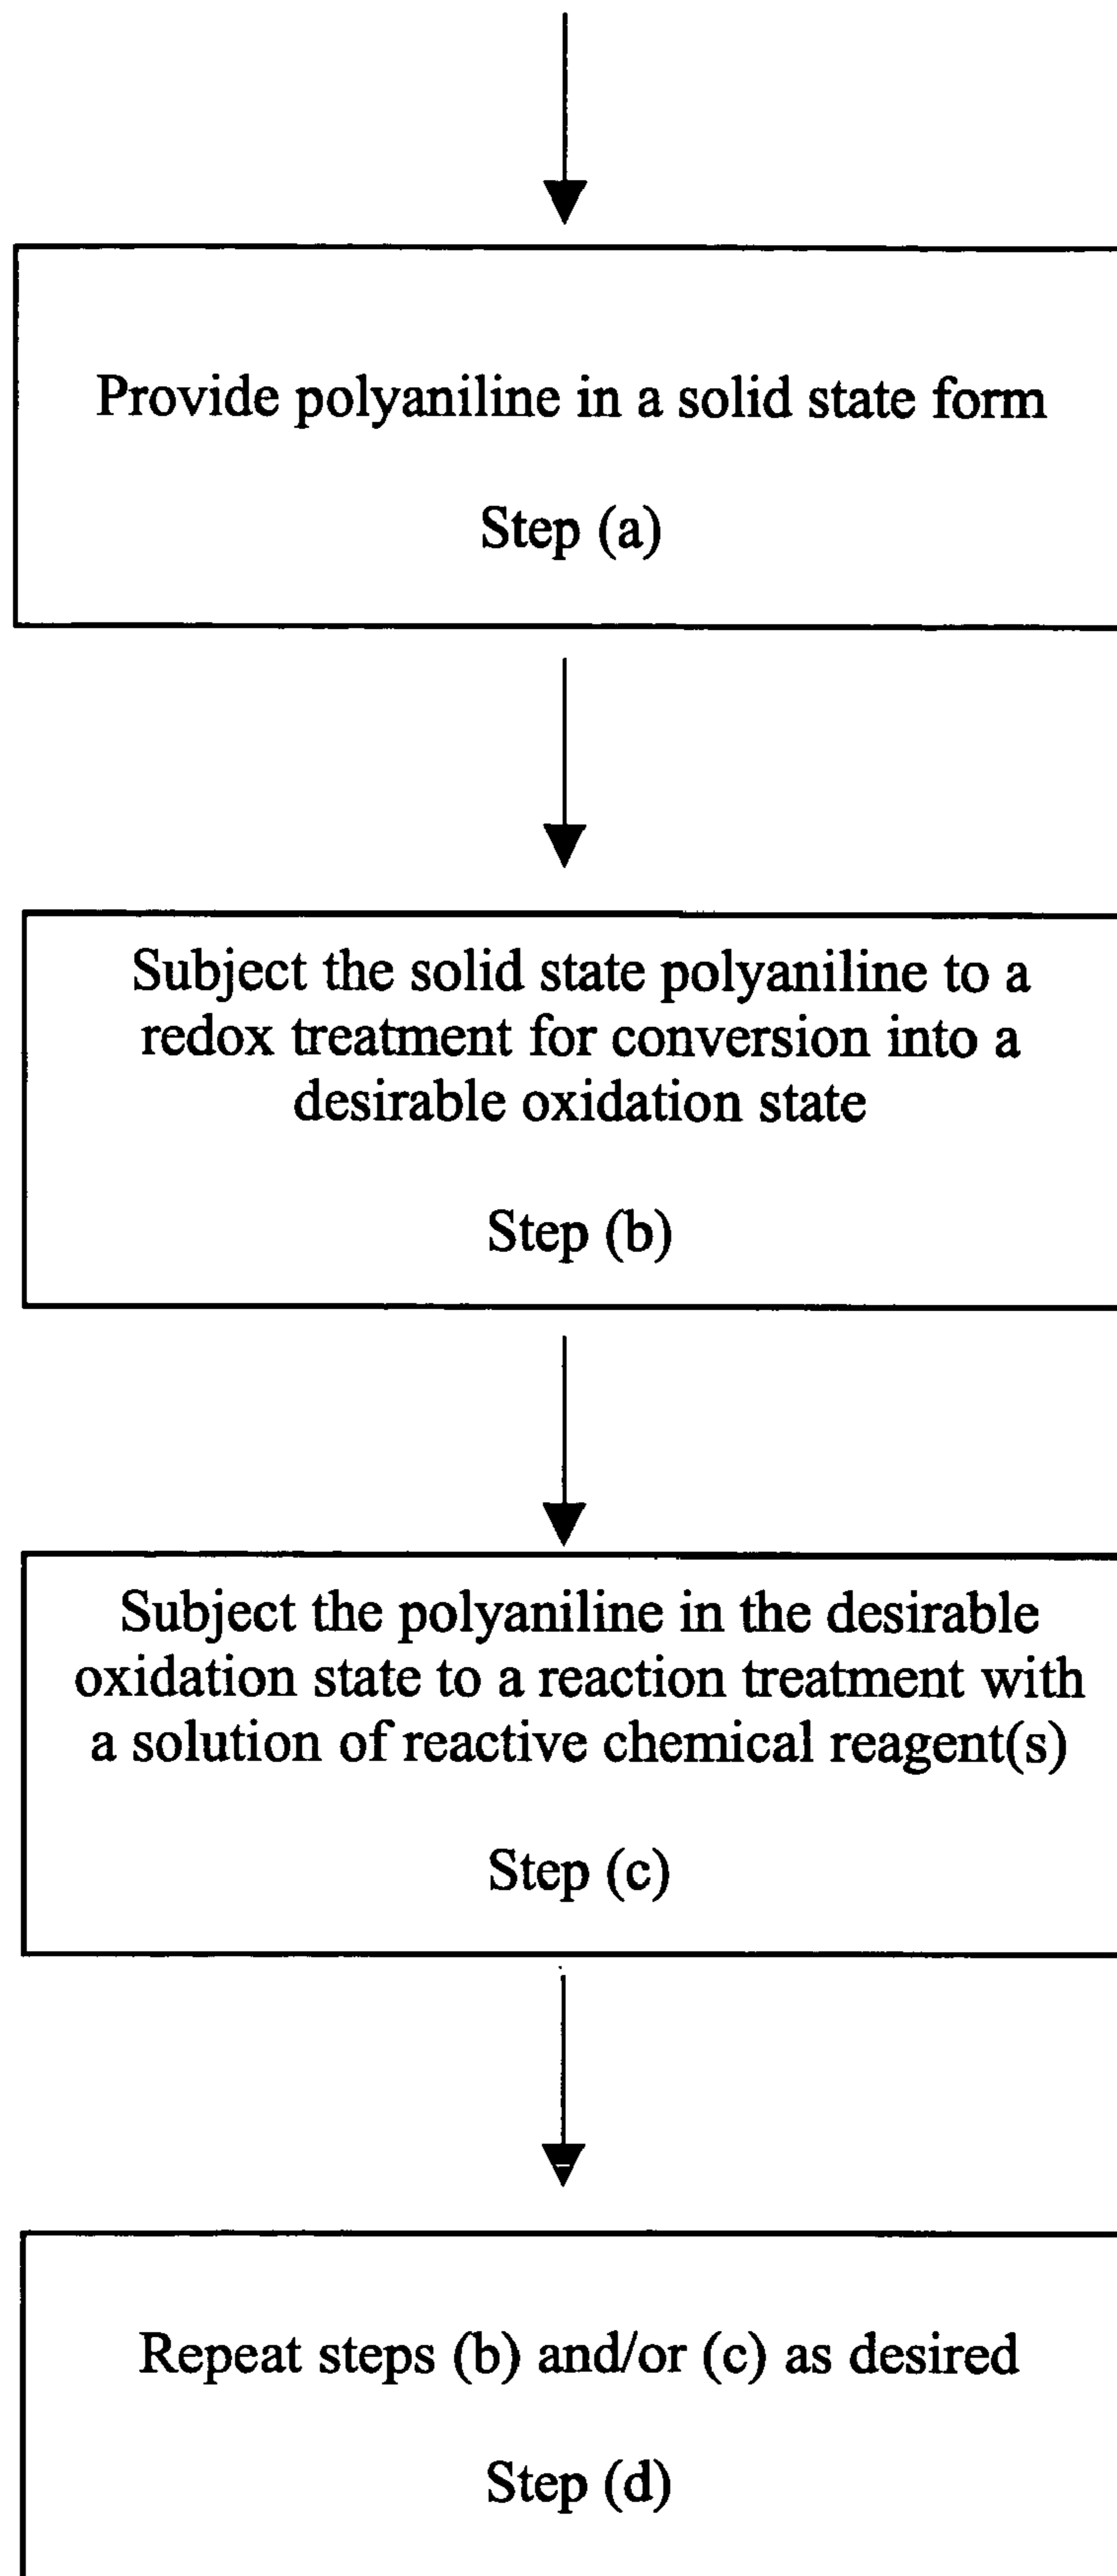 Provide polyaniline in a solid state form
Step (a)
Subject the solid state polyaniline to a
redox treatment for conversion into a
desirable oxidation state
Step (b)
Subject the polyaniline in the desirable
oxidation state to a reaction treatment with
a solution of reactive chemical reagent(s)
Step (c)
Repeat steps (b) and/or (c) as desired
Step (d)